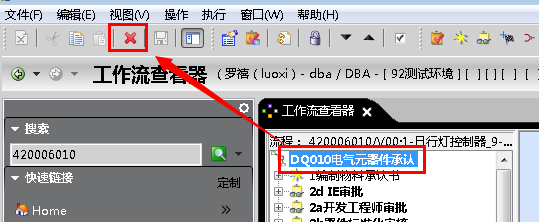 文件(F) 编辑(E) 视图(V) 操作 执行 窗口(W) 帮助(H)
工作流查看器 (罗禧 (luoxi) - dba / DBA - [ 92测试环境 ] [ ] [ ] [ ] [ ]
搜索
420006010
快速链接 定制
Home
工作流查看器
流程： 420006010/V00:1-日行灯控制器_9-
DQ010电气元器件承认
1编制物料承认书
2d IE审批
2a开发工程师审批